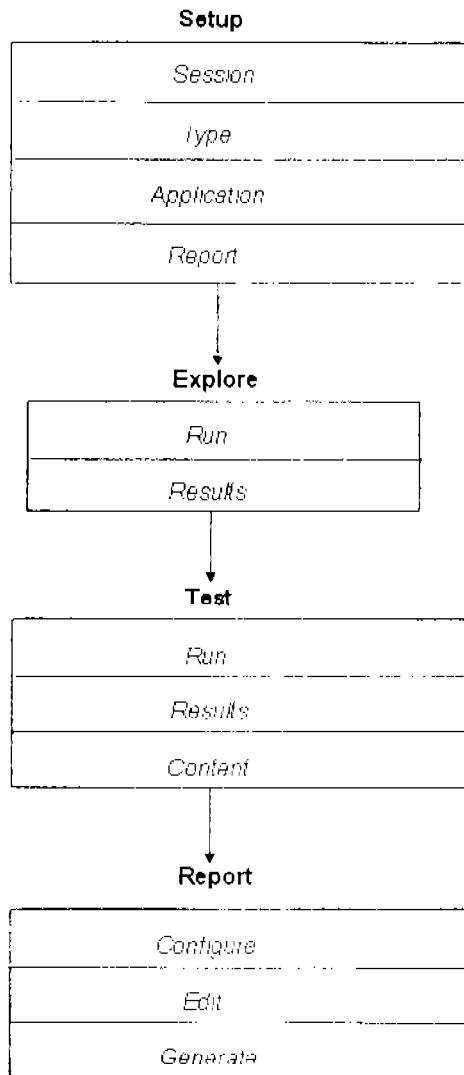 Setup
Session
Type
Application
Report
Explore
Run
Results
Test
Run
Results
Content
Report
Configure
Edit
Generate